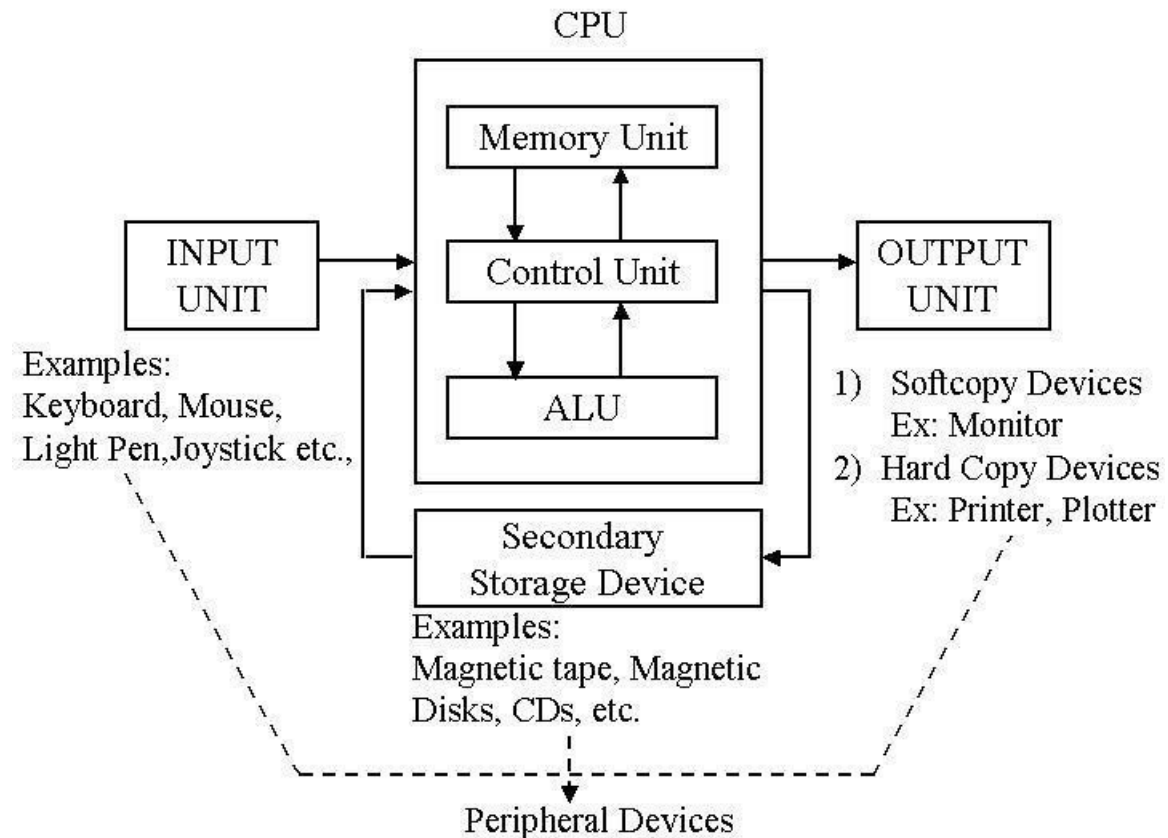 CPU
Memory Unit
Control Unit
ALU
INPUT
UNIT
Examples:
Keyboard, Mouse,
Light Pen,Joystick etc.,
OUTPUT
UNIT
1) Softcopy Devices
Ex: Monitor
2) Hard Copy Devices
Ex: Printer, Plotter
Secondary
Storage Device
Examples:
Magnetic tape, Magnetic
Disks, CDs, etc.
Peripheral Devices